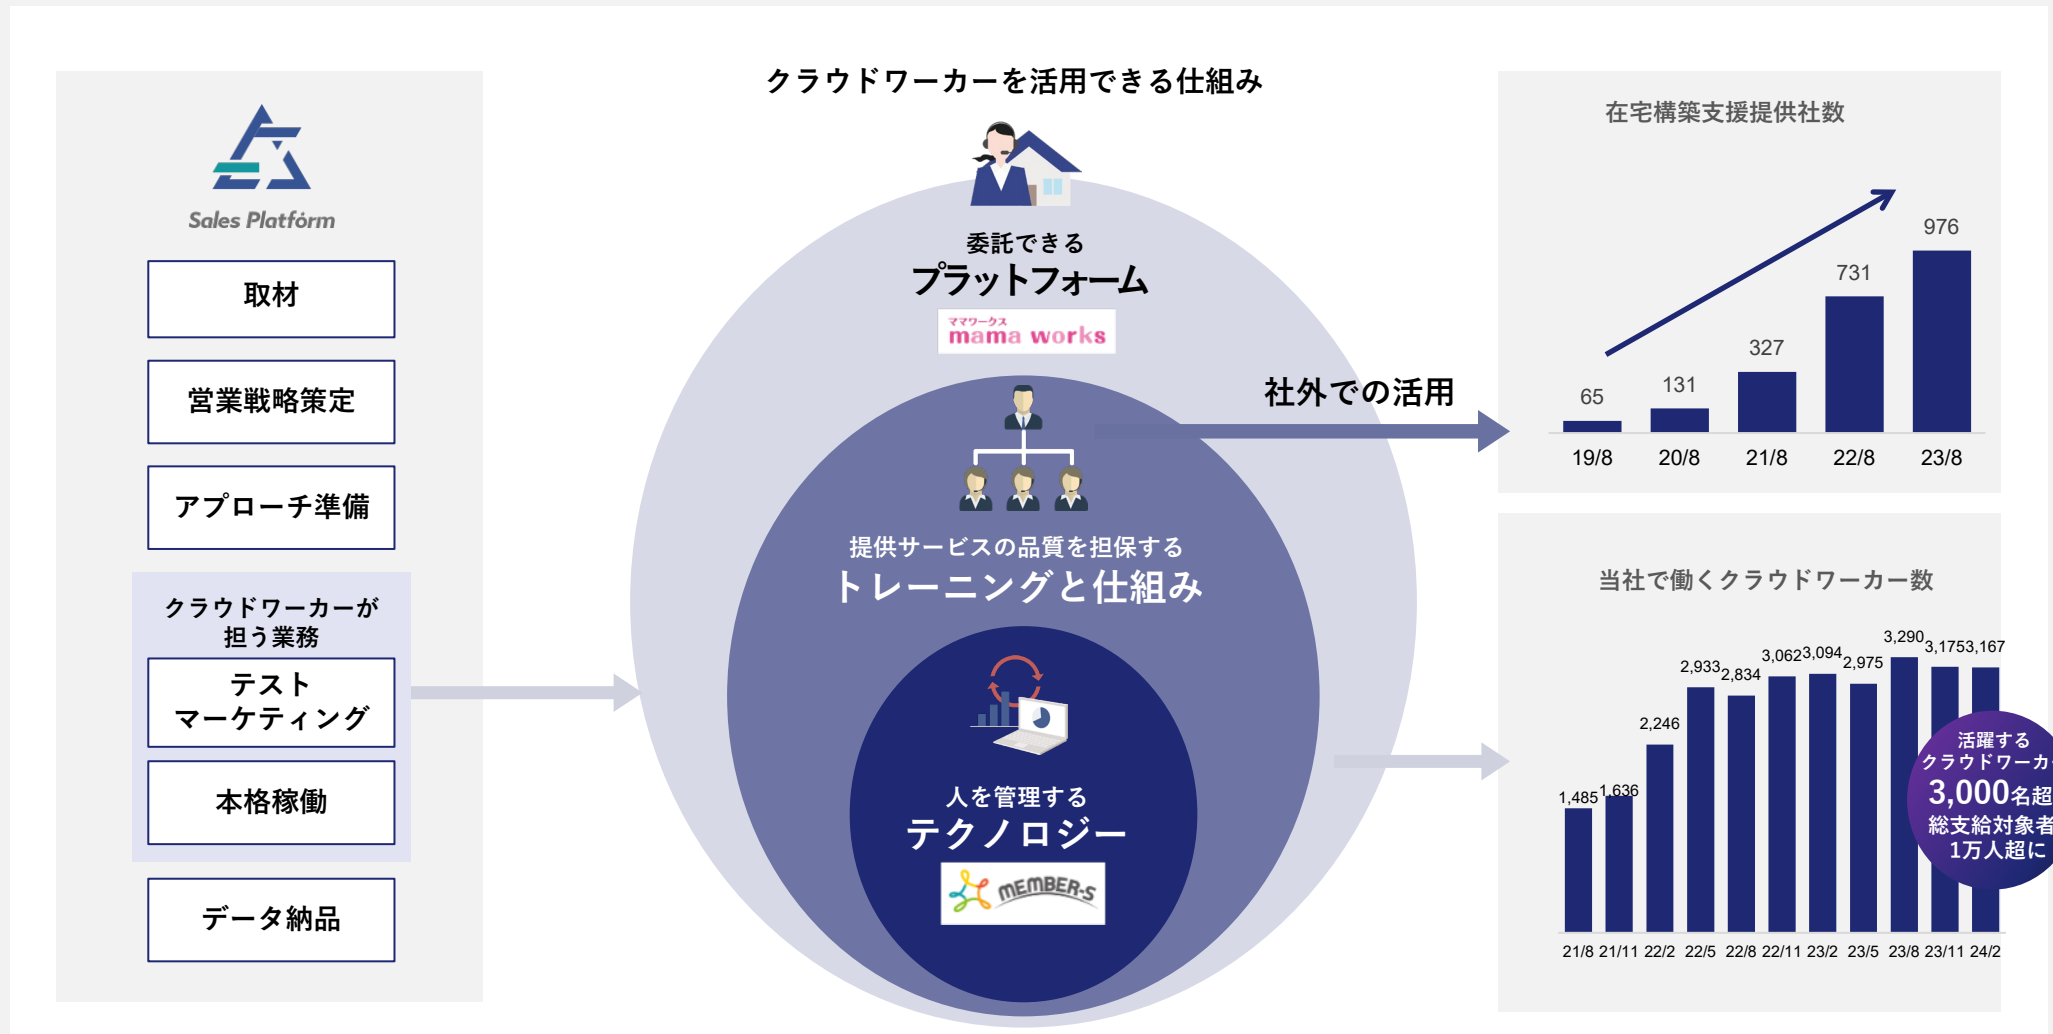 Sales Platform
取材
営業戦略策定
アプローチ準備
クラウドワーカーが
担う業務
テスト
マーケティング
本格稼働
データ納品
クラウドワーカーを活用できる仕組み
委託できる
プラットフォーム
ママワークス
mama works
提供サービスの品質を担保する
トレーニングと仕組み
人を管理する
テクノロジー
MEMBER-S
社外での活用
在宅構築支援提供社数
65
131
327
731
976
19/8
20/8
21/8
22/8
23/8
当社で働くクラウドワーカー数
1,485
1,636
2,246
2,933
2,834
3,062
3,094
2,975
3,290
3,175
3,167
21/8
21/11
22/2
22/5
22/8
22/11
23/2
23/5
23/8
23/11
24/2
活躍する
クラウドワーカー
3,000名超
総支給対象者
1万人超に